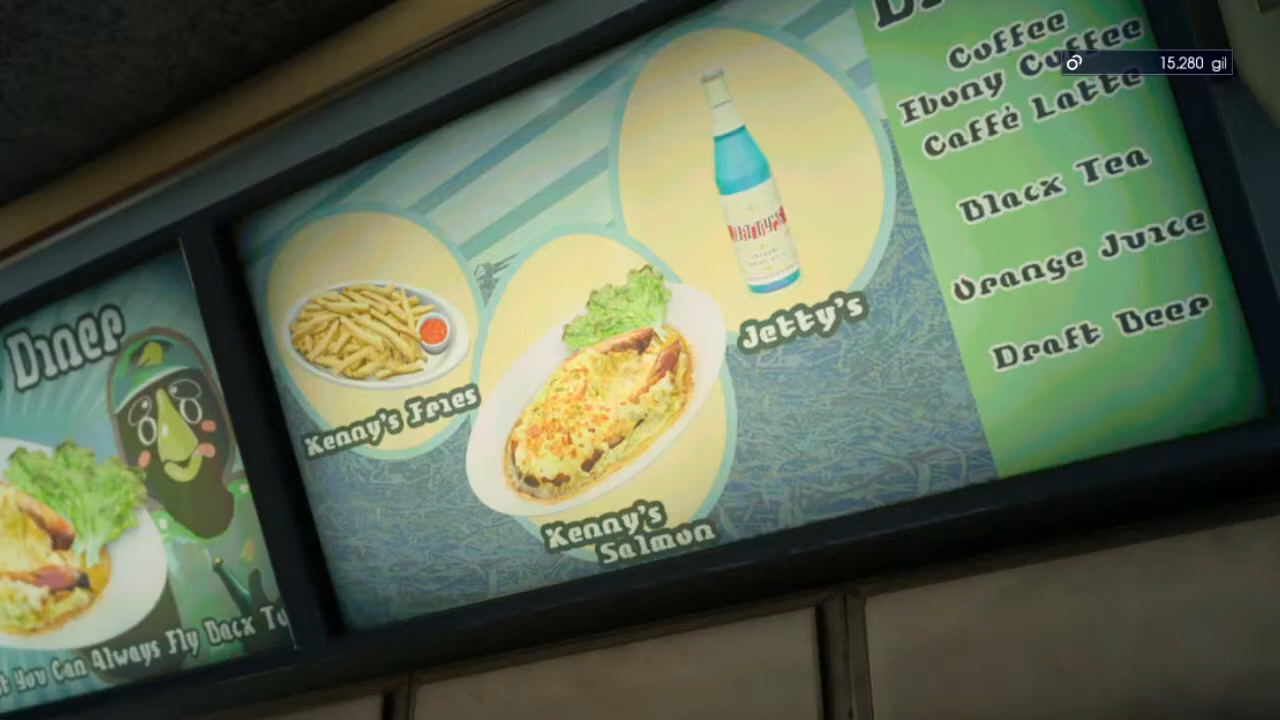 15,280 gil
Diner
t You Can Always Fly Back To
Kenny's Fries
Kenny's
Salmon
Jetty's
Coffee
Ebony Coffee
Caffè Latte
Black Tea
Orange Juice
Draft Beer